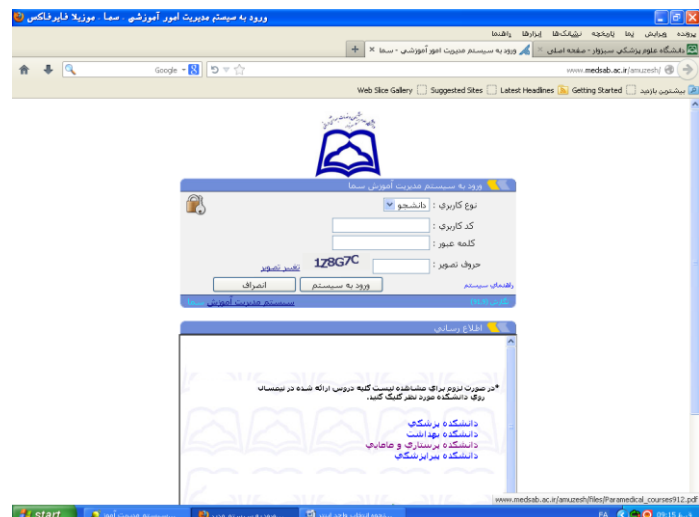 ورود به سیستم مدیریت امور آموزشی - سما - موزیلا فایرفاکس
پرونده ویرایش نما تاریخچه نشانک‌ها ابزارها راهنما
دانشگاه علوم پزشکی سبزوار - صفحه اصلی × ورود به سیستم مدیریت امور آموزشی - سما × +
www.medsab.ac.ir/amuzesh/ Google
بیشترین بازدید Getting Started Latest Headlines Suggested Sites Web Slice Gallery
ورود به سیستم مدیریت آموزش سما
نوع کاربری : دانشجو
کد کاربری :
کلمه عبور :
حروف تصویر : 1Z8G7C تغییر تصویر
راهنمای سیستم ورود به سیستم انصراف
سیستم مدیریت آموزش سما
اطلاع رسانی
*در صورت لزوم برای مشاهده لیست کلیه دروس ارائه شده در نیمسال
روی دانشکده مورد نظر کلیک کنید.
دانشکده پزشکی
دانشکده بهداشت
دانشکده پرستاری و مامایی
دانشکده پیراپزشکی
www.medsab.ac.ir/amuzesh/files/Paramedical_courses912.pdf
start FA 09:15 ق.ظ